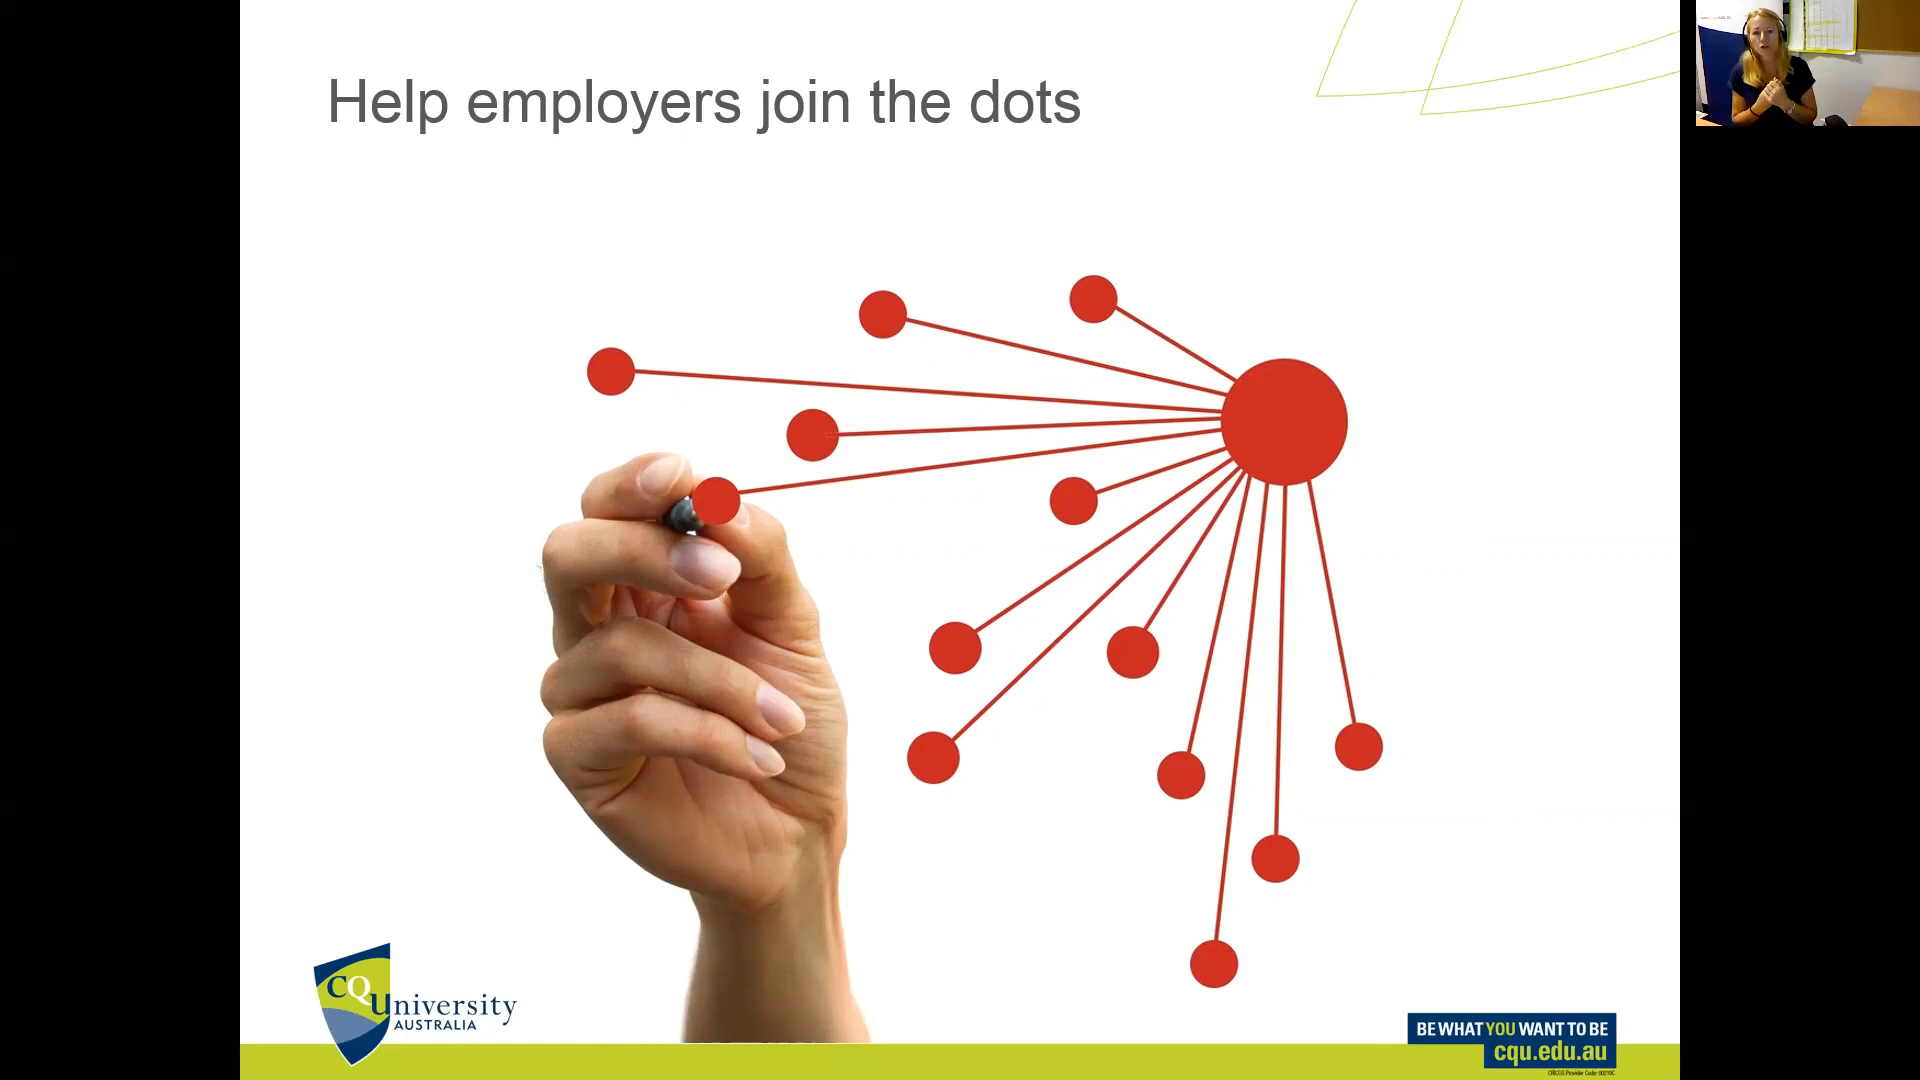 Help employers join the dots
CQUniversity
AUSTRALIA
BE WHAT YOU WANT TO BE
cqu.edu.au
CRICOS Provider Code: 00219C